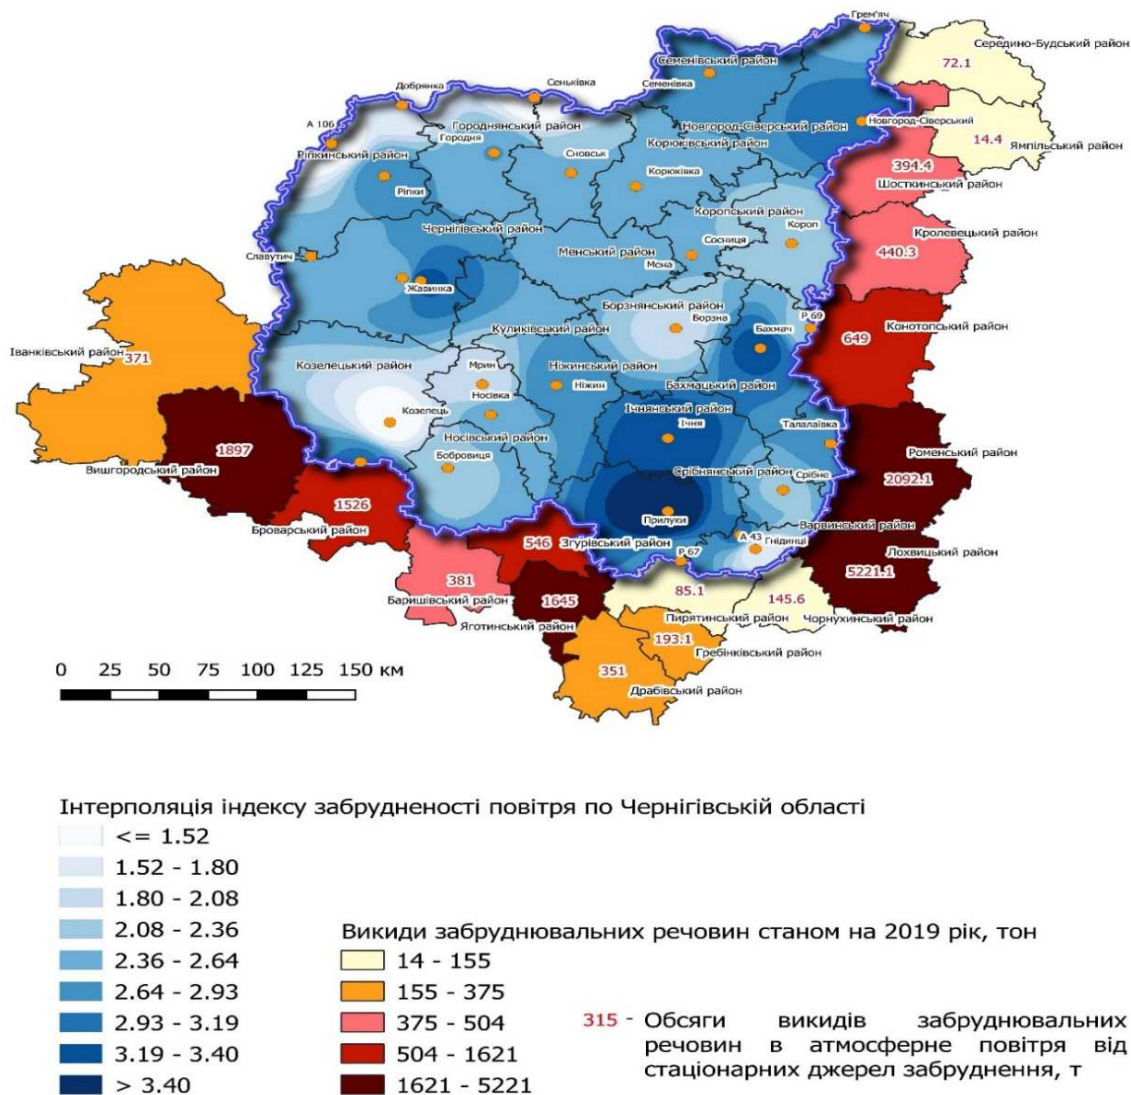 Грем'яч
Середино-Будський район
72.1
Семенівський район
Семенівка
Сеньківка
Добрянка
А 106
Городнянський район
Городня
Новгород-Сіверський район
Новгород-Сіверський
14.4
Ямпільський район
Ріпкинський район
Корюківський район
Сновськ
394.4
Шосткинський район
Корюківка
Ріпки
Коропський район
Чернігівський район
Короп
Кролевецький район
Сосниця
Менський район
440.3
Славутич
Мена
Жавинка
Борзнянський район
Р 69
Борзна
Куликівський район
Бахмач
Конотопський район
649
Іванківський район
371
Козелецький район
Мрин
Ніжинський район
Ніжин
Бахмацький район
Носівка
Козелець
Ічнянський район
Талалаївка
Ічня
Носівський район
1897
Бобровиця
Роменський район
Вишгородський район
Срібнянський район
Срібне
2092.1
1526
Прилуки
Варвинський район
Броварський район
546
Згурівський район
А 43
Гнідинці
Лохвицький район
Р 67
5221.1
381
85.1
145.6
Баришівський район
1645
Пирятинський район
Чорнухинський район
Яготинський район
193.1
Гребінківський район
351
Драбівський район
0 25 50 75 100 125 150 км
Інтерполяція індексу забрудненості повітря по Чернігівській області
<= 1.52
1.52 - 1.80
1.80 - 2.08
2.08 - 2.36
2.36 - 2.64
2.64 - 2.93
2.93 - 3.19
3.19 - 3.40
> 3.40
Викиди забруднювальних речовин станом на 2019 рік, тон
14 - 155
155 - 375
375 - 504
504 - 1621
1621 - 5221
315 - Обсяги викидів забруднювальних
речовин в атмосферне повітря від
стаціонарних джерел забруднення, т